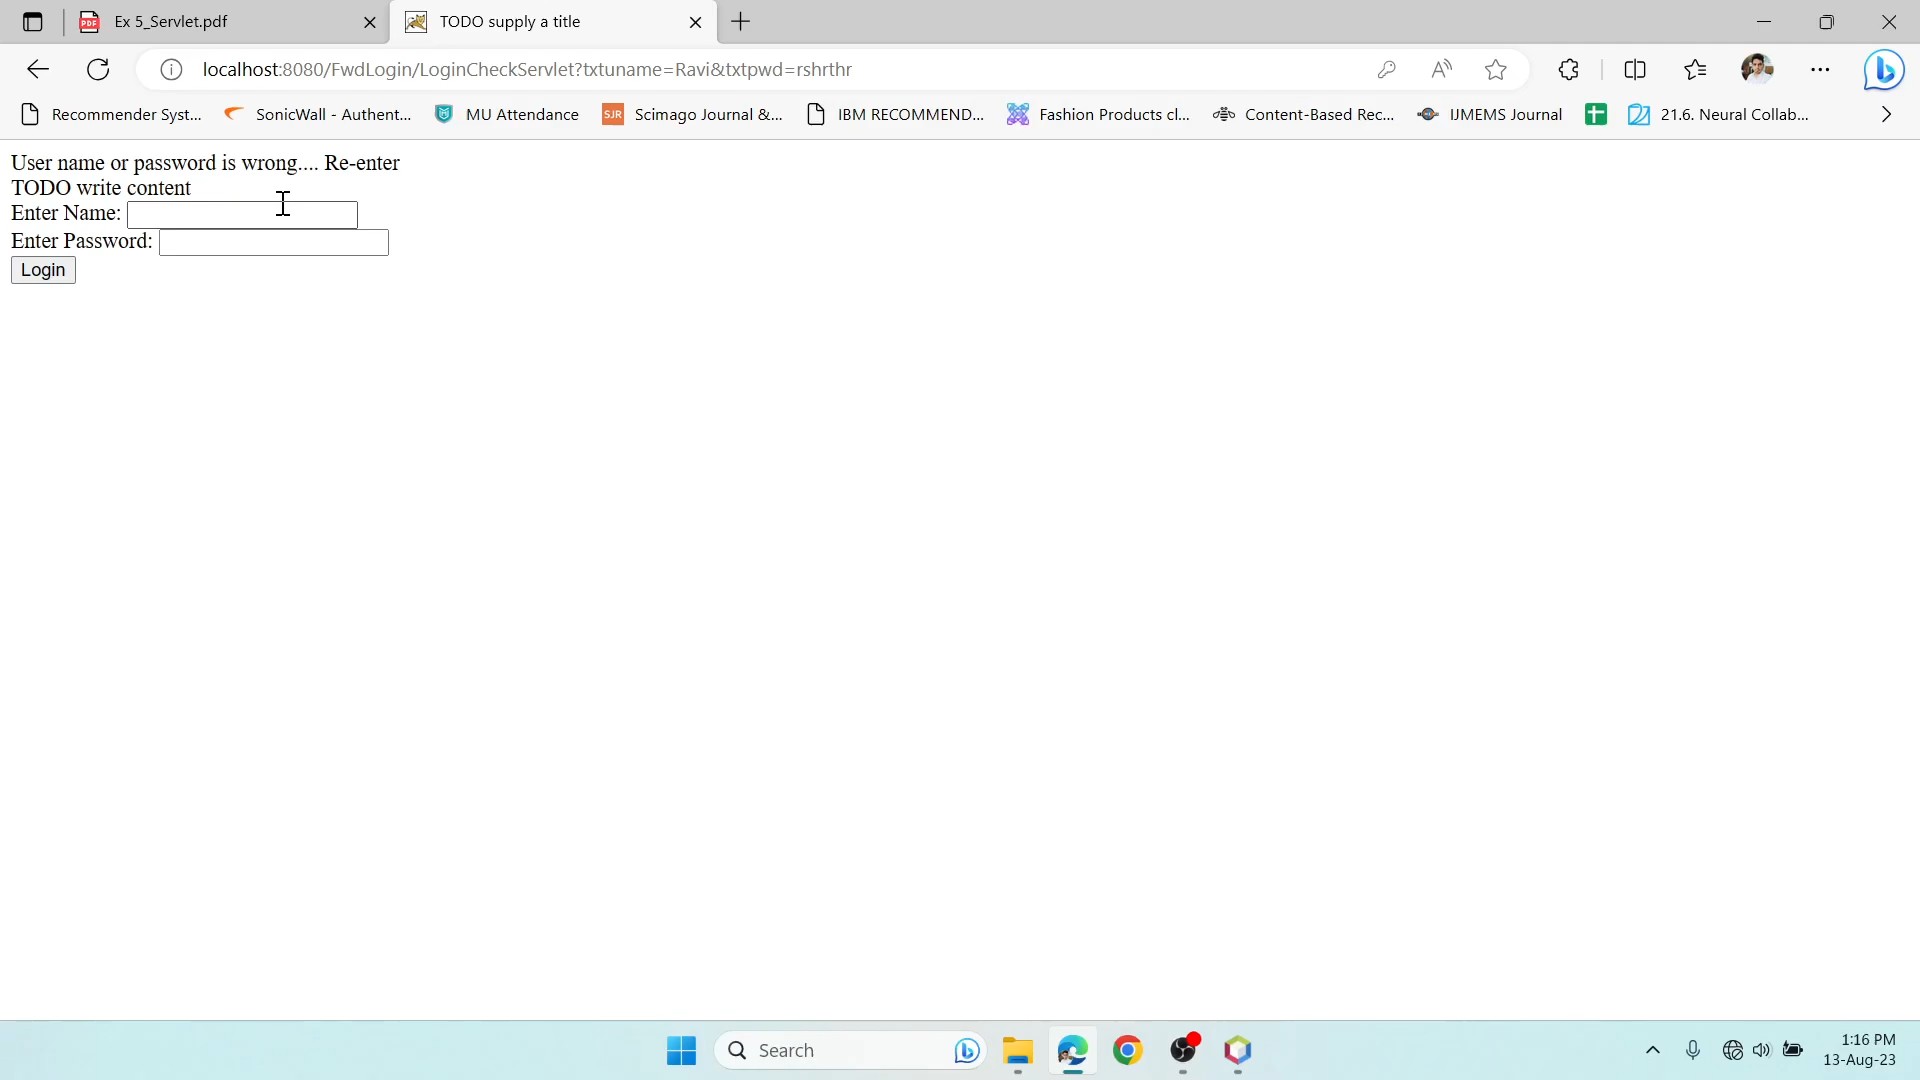 Ex 5_Servlet.pdf
TODO supply a title
localhost:8080/FwdLogin/LoginCheckServlet?txtuname=Ravi&txtpwd=rshrthr
Recommender Syst...
SonicWall - Authent...
MU Attendance
SJR
Scimago Journal &...
IBM RECOMMEND...
Fashion Products cl...
Content-Based Rec...
IJMEMS Journal
21.6. Neural Collab...
User name or password is wrong.... Re-enter
TODO write content
Enter Name:
Enter Password:
Login
Search
1:16 PM
13-Aug-23